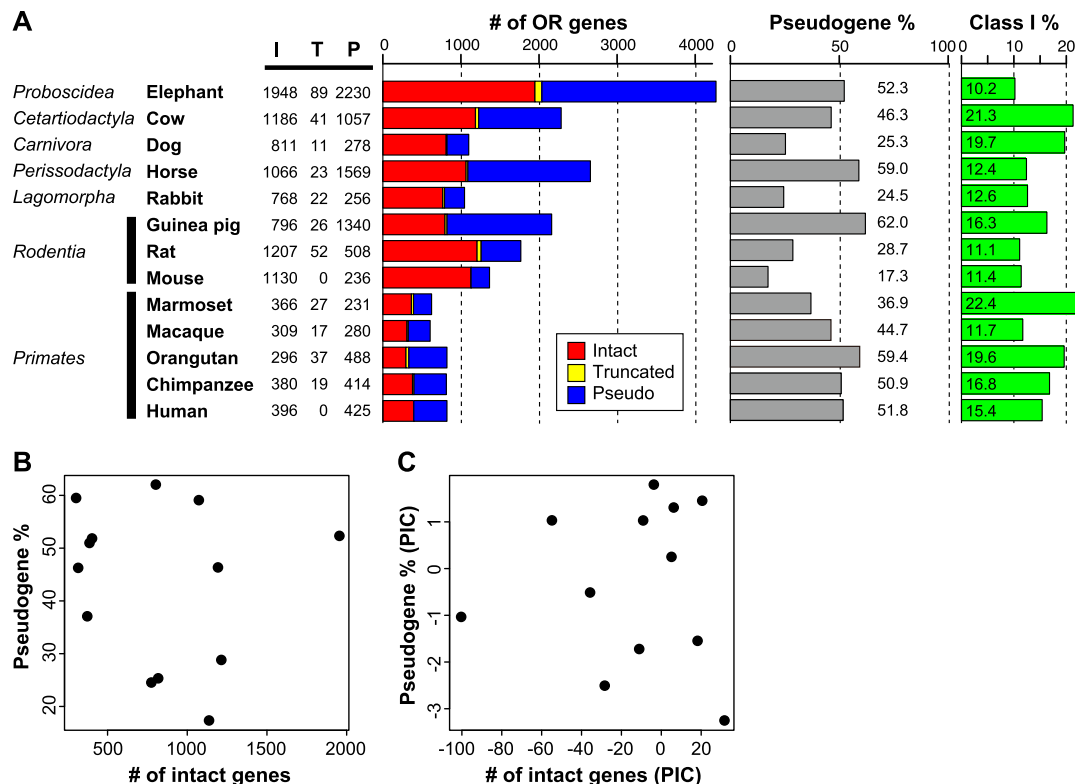 A
# of OR genes
Pseudogene %
Class I %
I T P
0 1000 2000 3000 4000
0 50 100
0 10 20
Proboscidea Elephant 1948 89 2230 52.3 10.2
Cetartiodactyla Cow 1186 41 1057 46.3 21.3
Carnivora Dog 811 11 278 25.3 19.7
Perissodactyla Horse 1066 23 1569 59.0 12.4
Lagomorpha Rabbit 768 22 256 24.5 12.6
Guinea pig 796 26 1340 62.0 16.3
Rodentia Rat 1207 52 508 28.7 11.1
Mouse 1130 0 236 17.3 11.4
Marmoset 366 27 231 36.9 22.4
Macaque 309 17 280 44.7 11.7
Primates Orangutan 296 37 488 59.4 19.6
Chimpanzee 380 19 414 50.9 16.8
Human 396 0 425 51.8 15.4
Intact
Truncated
Pseudo
B
Pseudogene %
60
50
40
30
20
500 1000 1500 2000
# of intact genes
C
Pseudogene % (PIC)
1
0
-1
-2
-3
-100 -80 -60 -40 -20 0 20
# of intact genes (PIC)